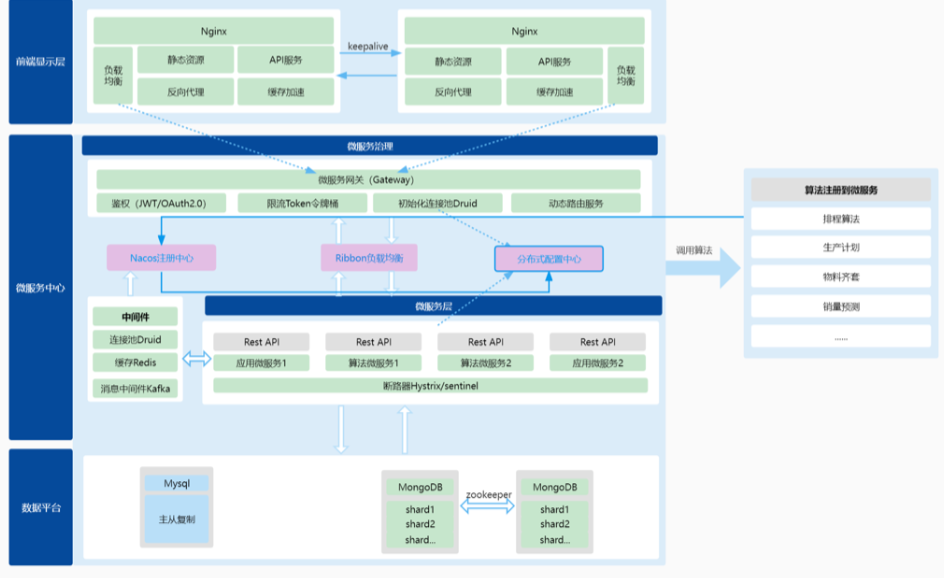 前端显示层
Nginx
负载
均衡
静态资源
API服务
反向代理
缓存加速
keepalive
Nginx
静态资源
API服务
反向代理
缓存加速
负载
均衡
微服务中心
微服务治理
微服务网关（Gateway）
鉴权（JWT/OAuth2.0）
限流Token令牌桶
初始化连接池Druid
动态路由服务
Nacos注册中心
Ribbon负载均衡
分布式配置中心
调用算法
算法注册到微服务
排程算法
生产计划
物料齐套
销量预测
......
中间件
连接池Druid
缓存Redis
消息中间件Kafka
微服务层
Rest API
Rest API
Rest API
Rest API
应用微服务1
算法微服务1
算法微服务2
应用微服务2
断路器Hystrix/sentinel
数据平台
Mysql
主从复制
MongoDB
shard1
shard2
shard...
zookeeper
MongoDB
shard1
shard2
shard...